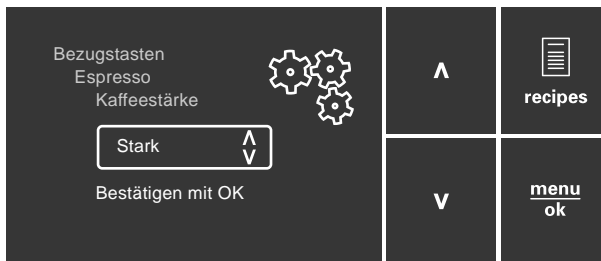 Bezugstasten
Espresso
Kaffeestärke
Stark
Bestätigen mit OK
recipes
menu
ok